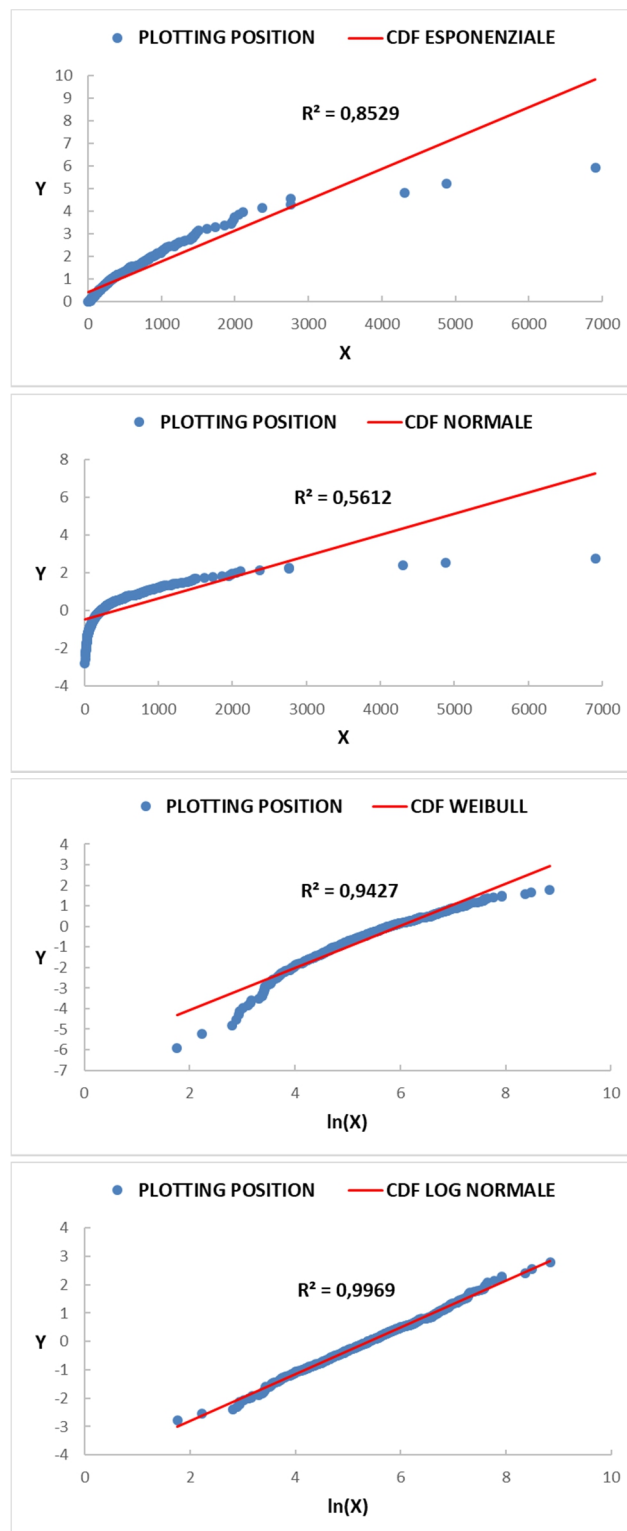 PLOTTING POSITION CDF ESPONENZIALE
10
9
8
7
6
5
4
3
2
1
0
Y
R² = 0,8529
0 1000 2000 3000 4000 5000 6000 7000
X
PLOTTING POSITION CDF NORMALE
8
6
4
2
0
-2
-4
Y
R² = 0,5612
0 1000 2000 3000 4000 5000 6000 7000
X
PLOTTING POSITION CDF WEIBULL
4
3
2
1
0
-1
-2
-3
-4
-5
-6
-7
Y
R² = 0,9427
0 2 4 6 8 10
ln(X)
PLOTTING POSITION CDF LOG NORMALE
4
3
2
1
0
-1
-2
-3
-4
Y
R² = 0,9969
0 2 4 6 8 10
ln(X)